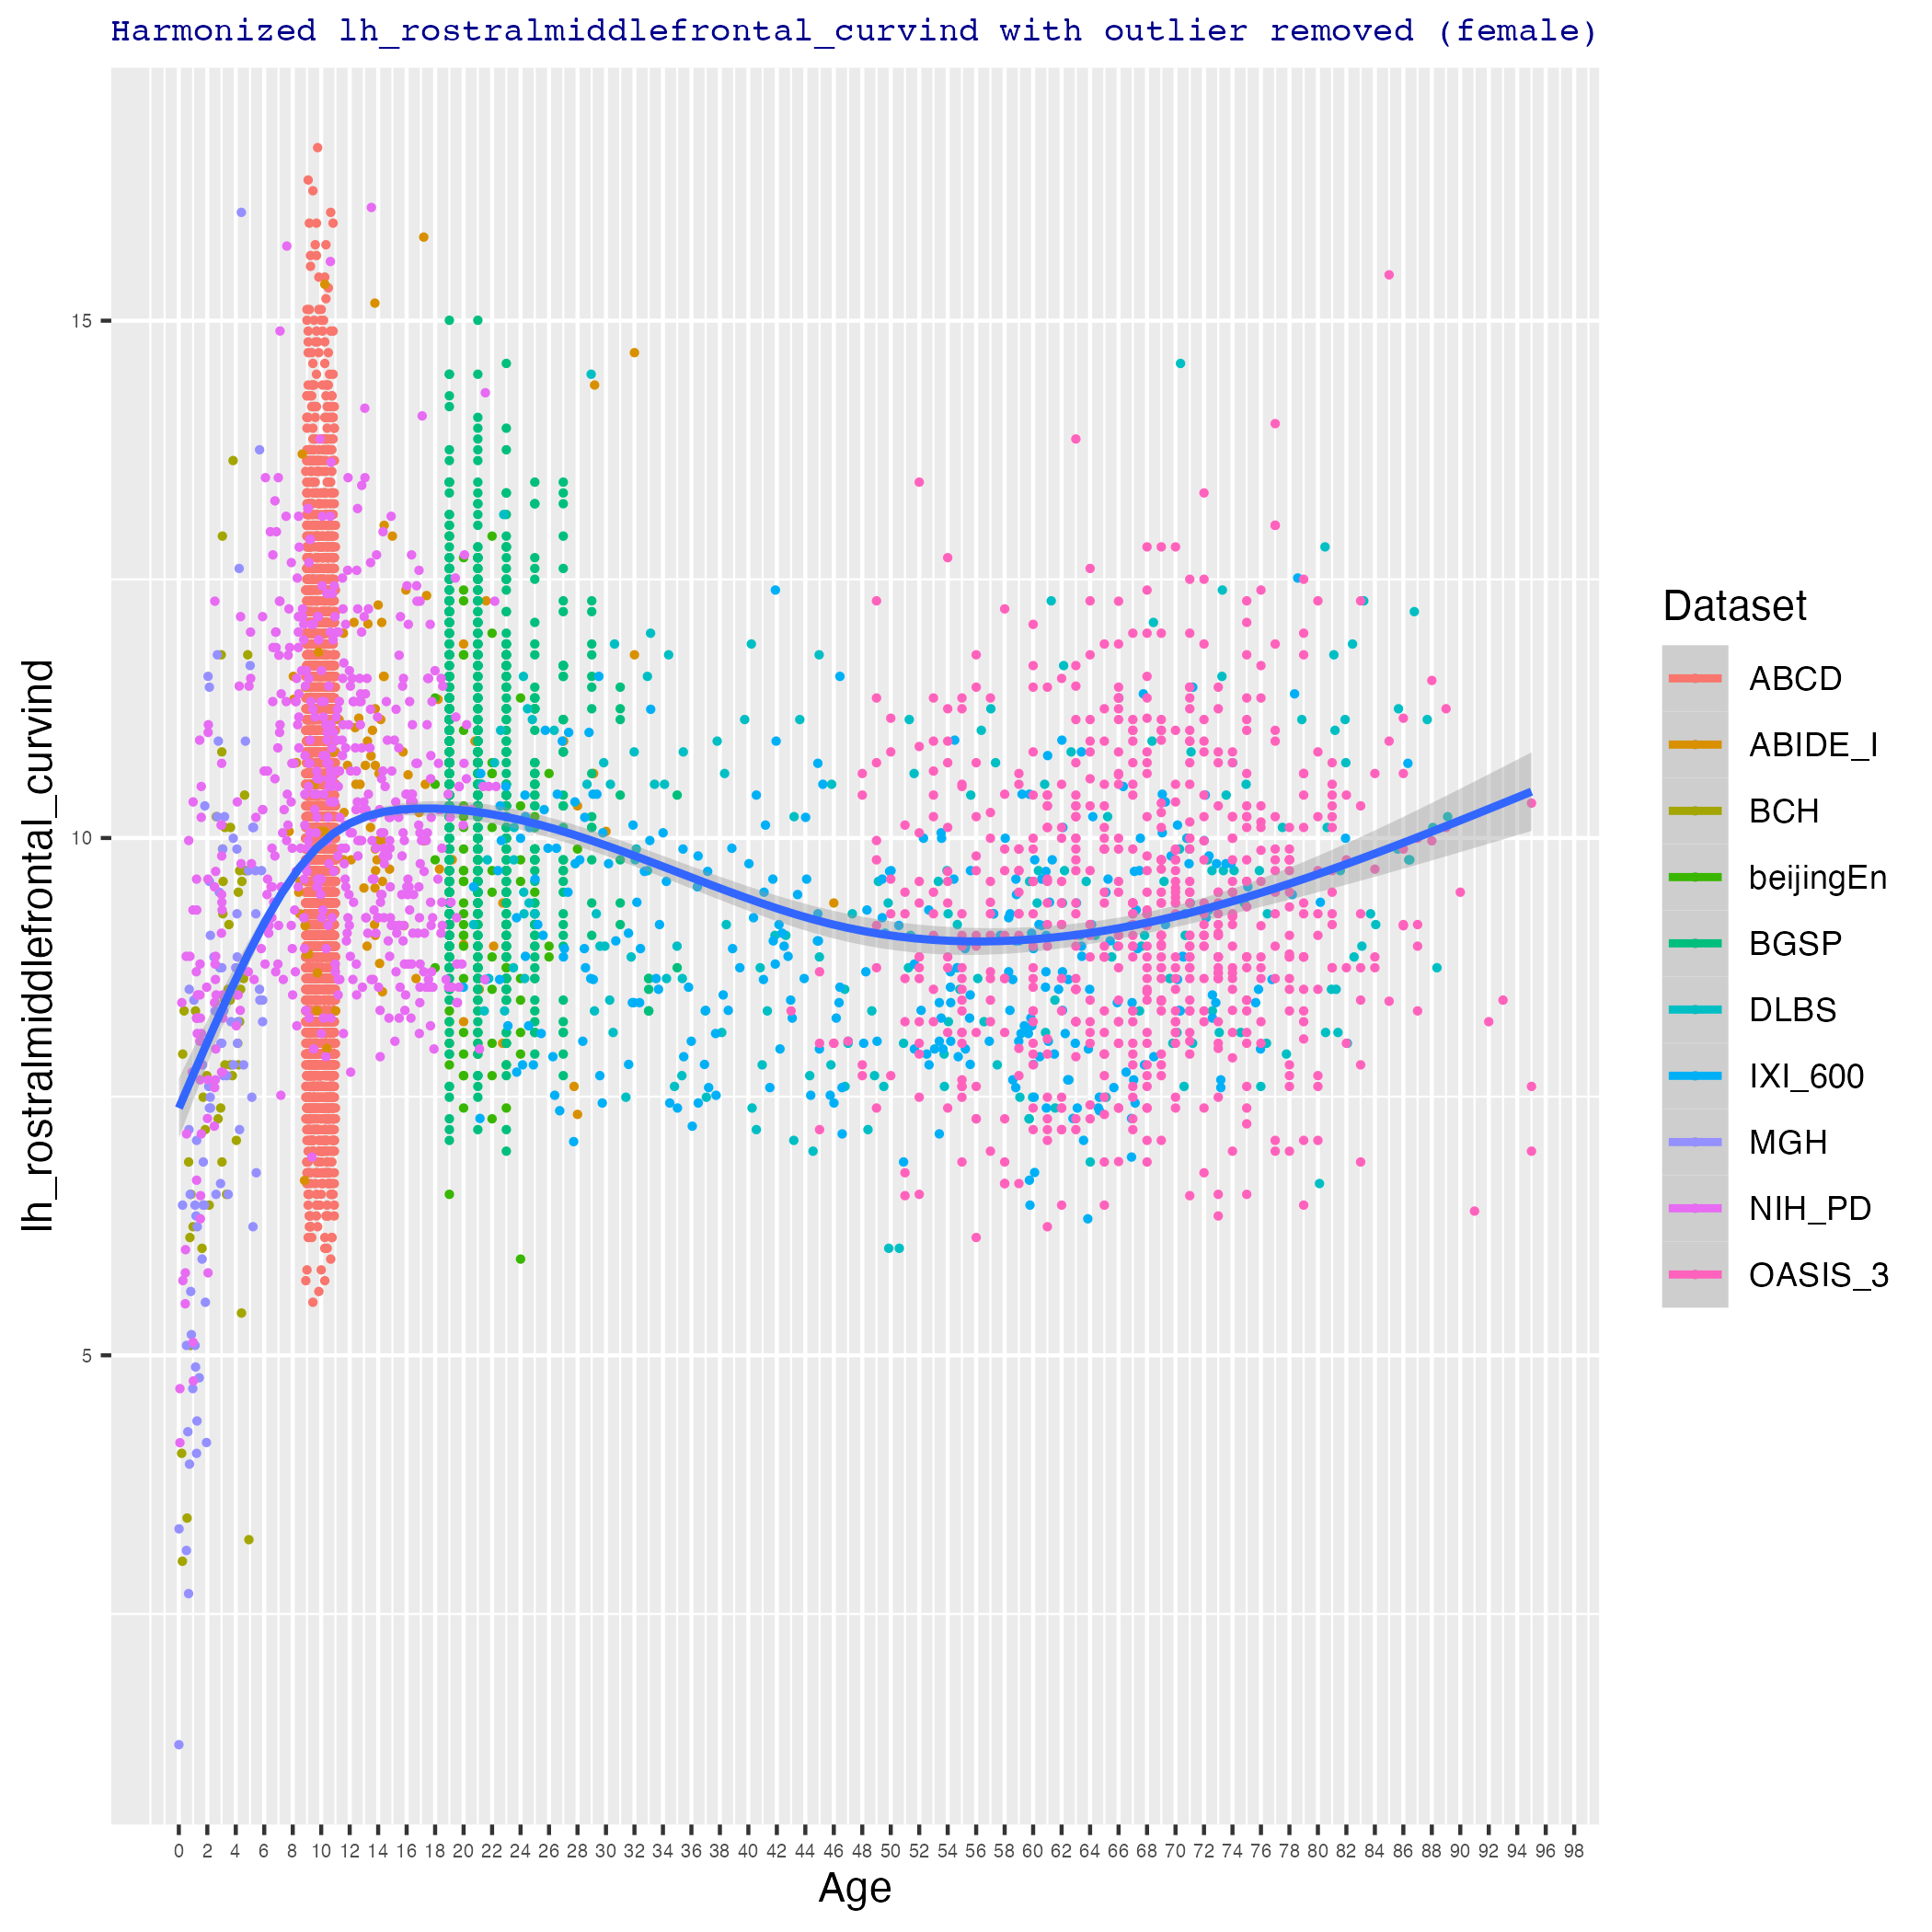 Harmonized lh_rostralmiddlefrontal_curvind with outlier removed (female)
lh_rostralmiddlefrontal_curvind
15
10
5
0 2 4 6 8 10 12 14 16 18 20 22 24 26 28 30 32 34 36 38 40 42 44 46 48 50 52 54 56 58 60 62 64 66 68 70 72 74 76 78 80 82 84 86 88 90 92 94 96 98
Age
Dataset
ABCD
ABIDE_I
BCH
beijingEn
BGSP
DLBS
IXI_600
MGH
NIH_PD
OASIS_3